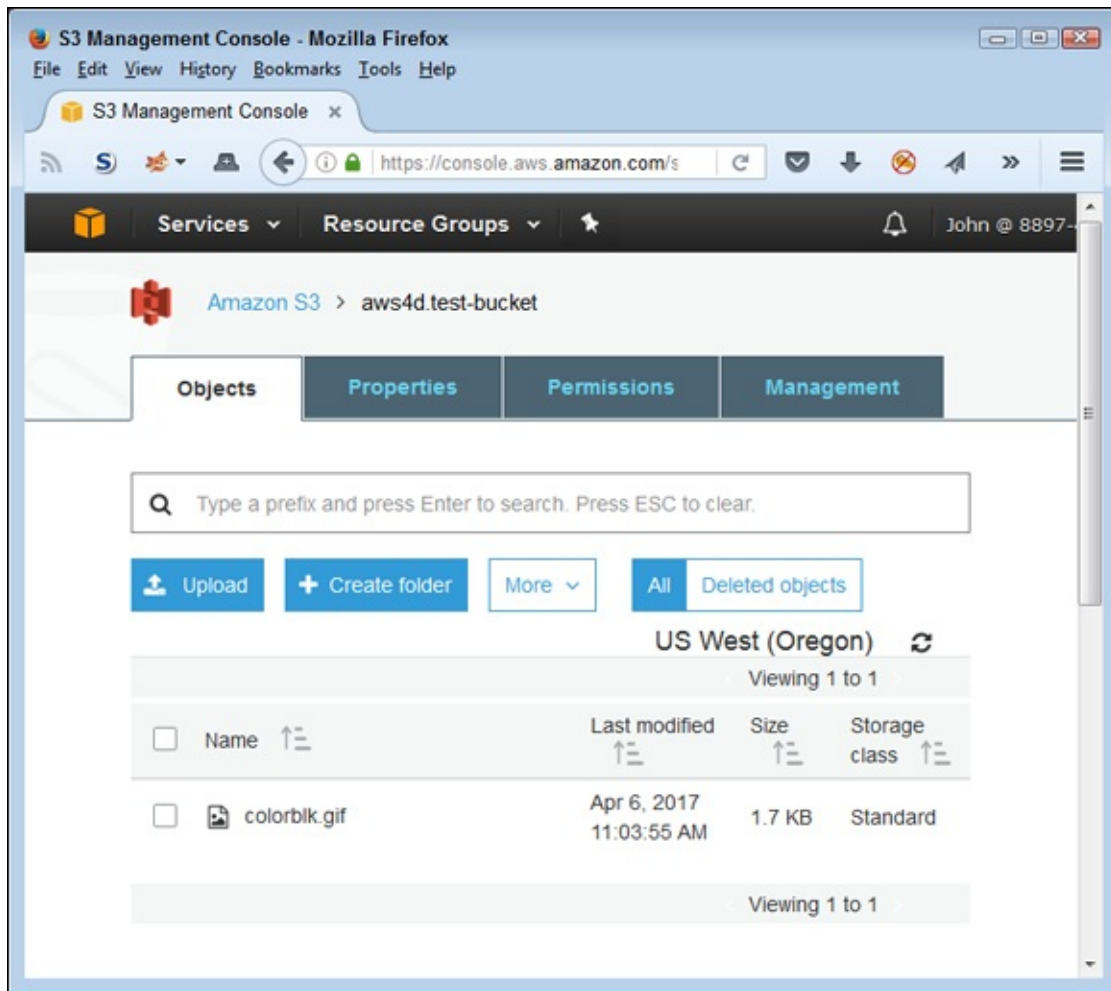 S3 Management Console - Mozilla Firefox
File Edit View History Bookmarks Tools Help
S3 Management Console ×
https://console.aws.amazon.com/s
Services Resource Groups John @ 8897-
Amazon S3 > aws4d.test-bucket
Objects Properties Permissions Management
Type a prefix and press Enter to search. Press ESC to clear.
Upload + Create folder More All Deleted objects
US West (Oregon)
Viewing 1 to 1
Name Last modified Size Storage class
colorblk.gif Apr 6, 2017 11:03:55 AM 1.7 KB Standard
Viewing 1 to 1